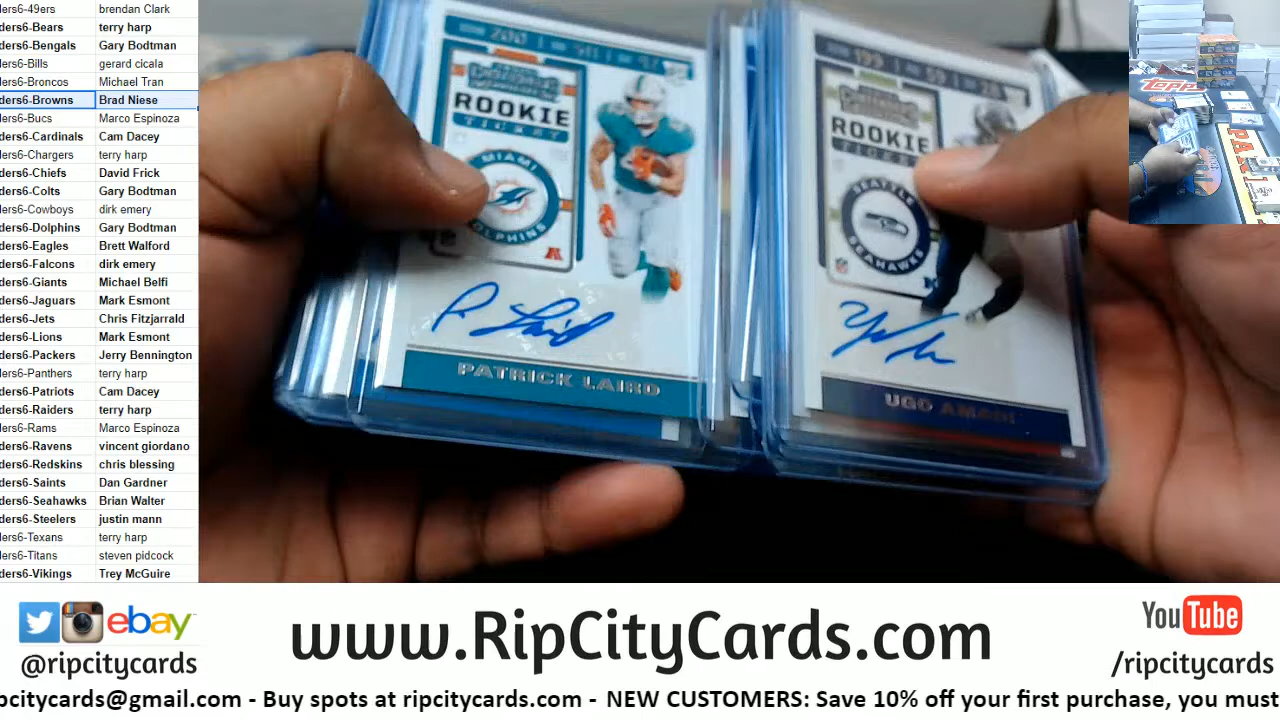 ders6-49ers brendan Clark
ders6-Bears terry harp
ders6-Bengals Gary Bodtman
ders6-Bills gerard clcala
ders6-Broncos Michael Tran
ders6-Browns Brad Niese
ders6-Bucs Marco Espinoza
ders6-Cardinals Cam Dacey
ders6-Chargers terry harp
ders6-Chiefs David Frick
ders6-Colts Gary Bodtman
ders6-Cowboys dirk emery
ders6-Dolphins Gary Bodtman
ders6-Eagles Brett Walford
ders6-Falcons dirk emery
ders6-Giants Michael Belfi
ders6-Jaguars Mark Esmont
ders6-Jets Chris Fitzjarrald
ders6-Lions Mark Esmont
ders6-Packers Jerry Bennington
ders6-Panthers terry harp
ders6-Patriots Cam Dacey
ders6-Raiders terry harp
ders6-Rams Marco Espinoza
ders6-Ravens vincent giordano
ders6-Redskins chris blessing
ders6-Saints Dan Gardner
ders6-Seahawks Brian Walter
ders6-Steelers justin mann
ders6-Texans terry harp
ders6-Titans steven pidcock
ders6-Vikings Trey McGuire
ROOKIE
TICKET
MIAMI
DOLPHINS
P Laird
PATRICK LAIRD
199
ROOKIE
SEATTLE
SEAHAWKS
UGO AMADI
Topps
ebay
@ripcitycards
www.RipCityCards.com
YouTube
/ripcitycards
pcitycards@gmail.com - Buy spots at ripcitycards.com - NEW CUSTOMERS: Save 10% off your first purchase, you must